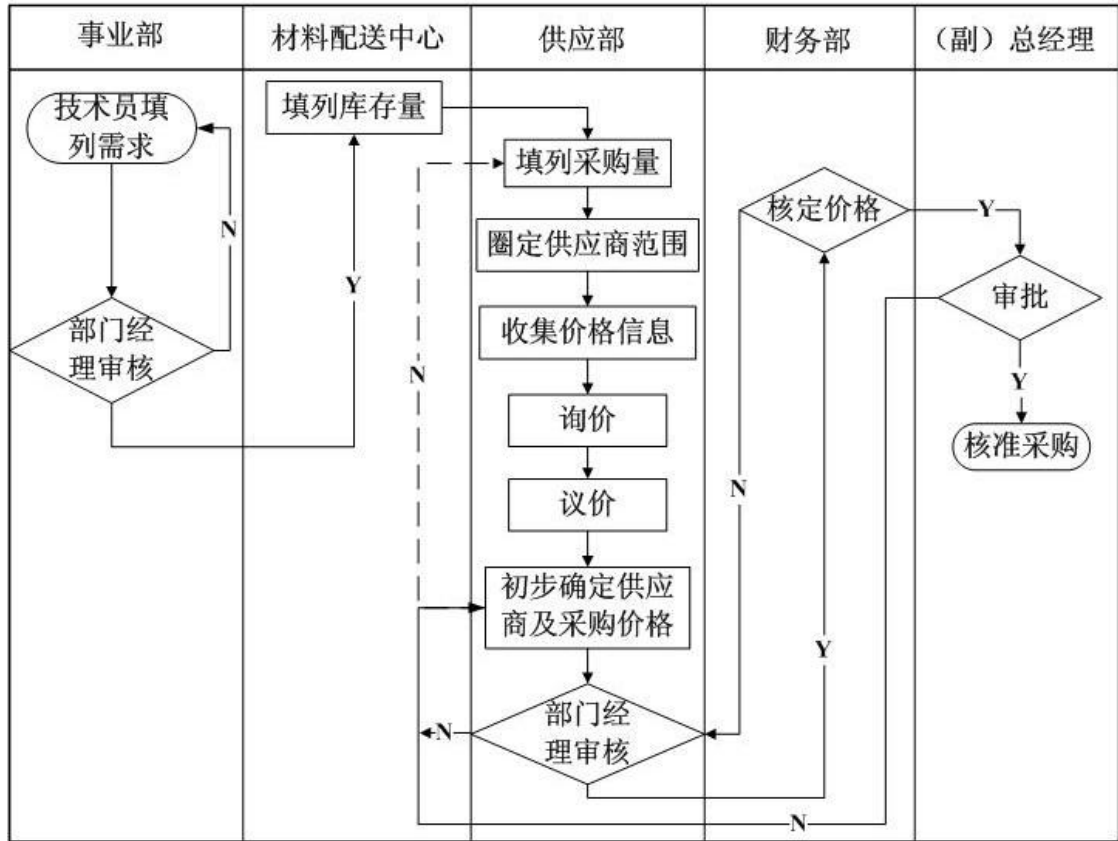 事业部
材料配送中心
供应部
财务部
（副）总经理
技术员填
列需求
N
部门经
理审核
Y
填列库存量
填列采购量
圈定供应商范围
收集价格信息
询价
议价
初步确定供应
商及采购价格
N
部门经
理审核
N
Y
核定价格
N
Y
审批
Y
核准采购
N